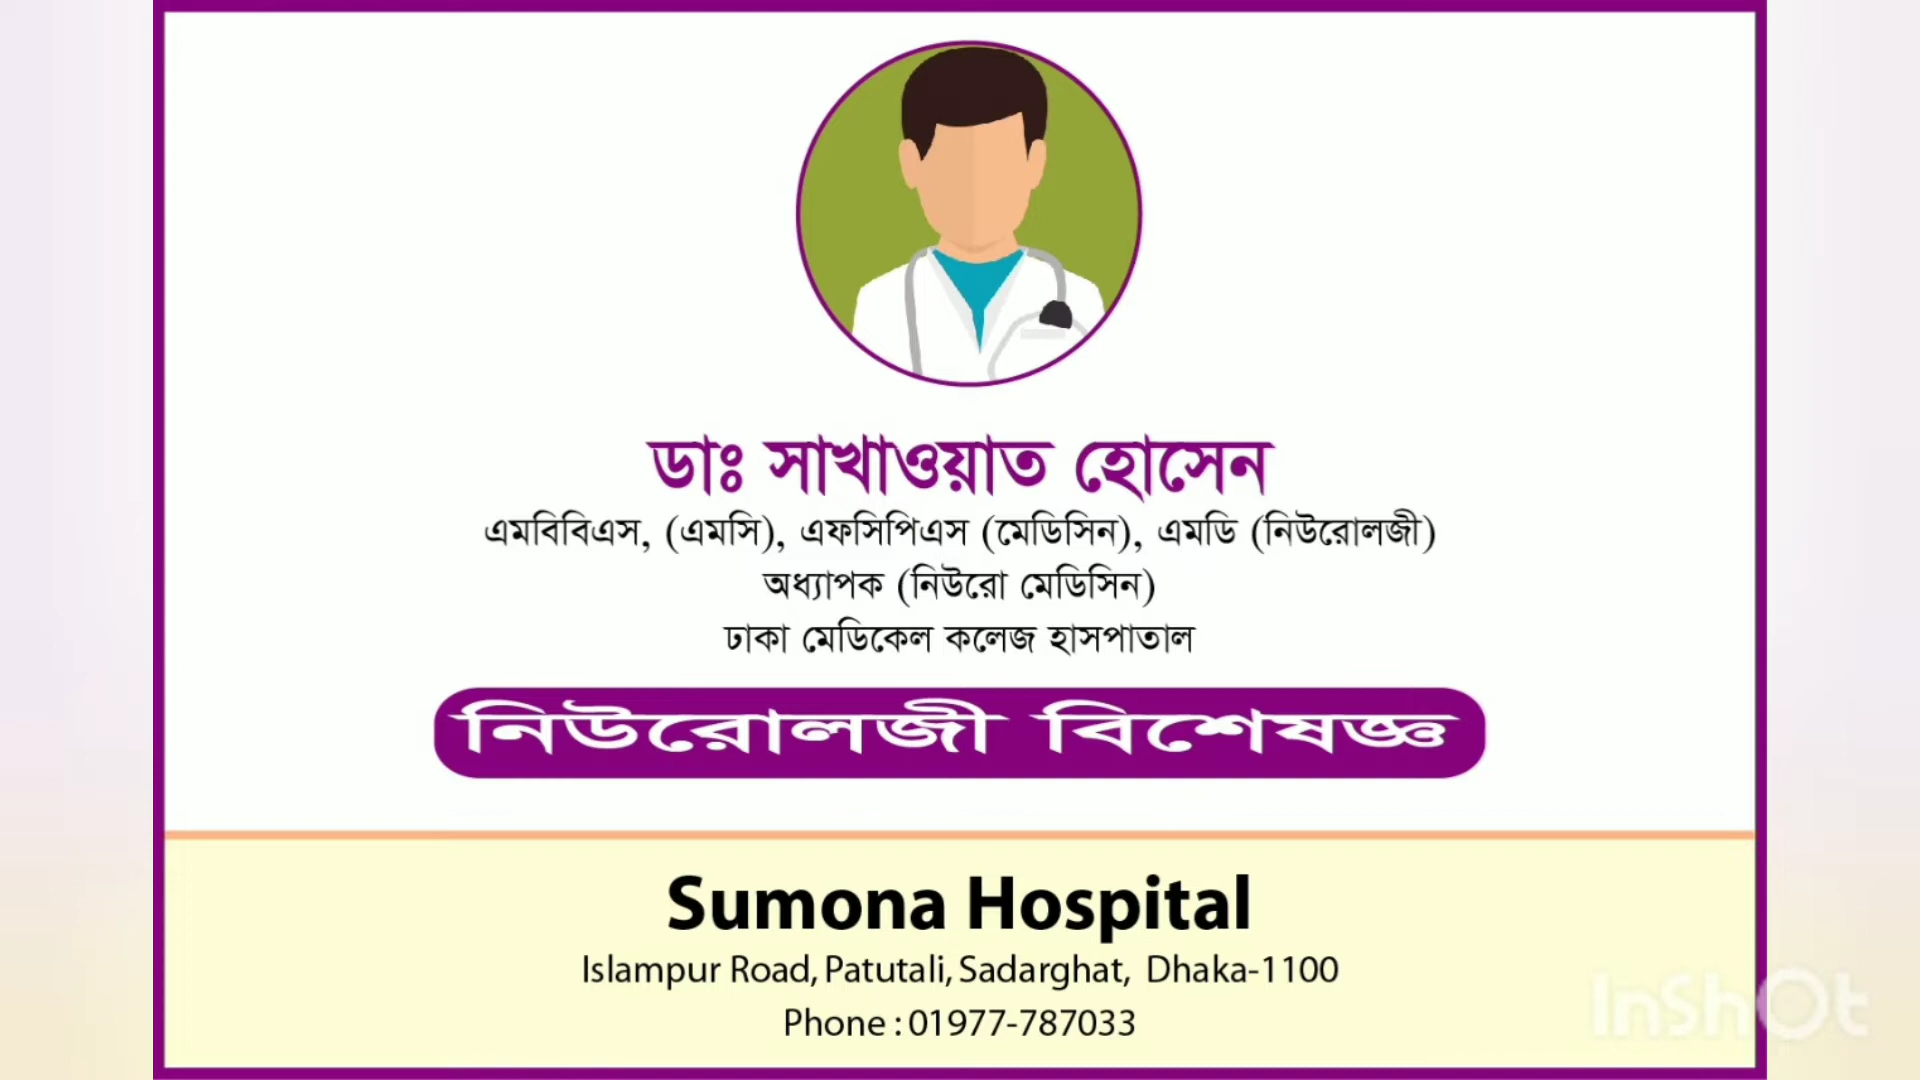 ডাঃ সাখাওয়াত হোসেন
এমবিবিএস, (এমসি), এফসিপিএস (মেডিসিন), এমডি (নিউরোলজী)
অধ্যাপক (নিউরো মেডিসিন)
ঢাকা মেডিকেল কলেজ হাসপাতাল
নিউরোলজী বিশেষজ্ঞ
Sumona Hospital
Islampur Road, Patutali, Sadarghat, Dhaka-1100
Phone : 01977-787033
InShOt